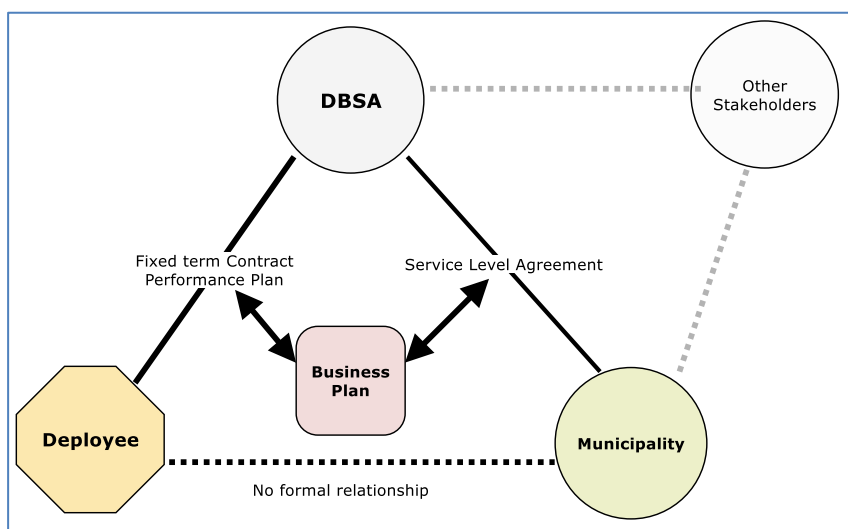 DBSA
Other
Stakeholders
Fixed term Contract
Performance Plan
Service Level Agreement
Business
Plan
Deployee
Municipality
No formal relationship